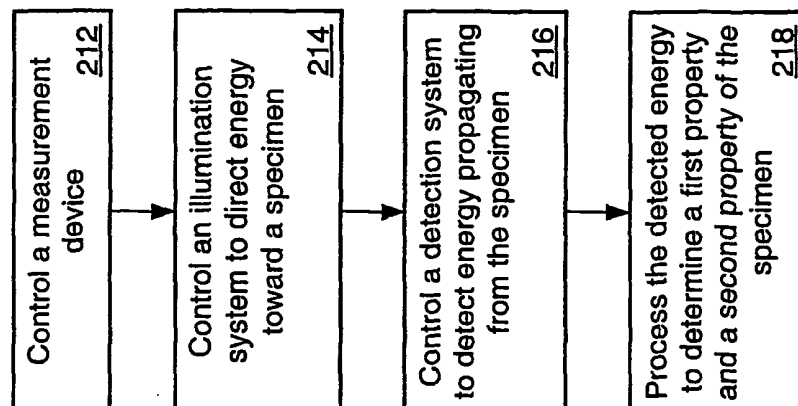 Control a measurement
device
212
Control an illumination
system to direct energy
toward a specimen
214
Control a detection system
to detect energy propagating
from the specimen
216
Process the detected energy
to determine a first property
and a second property of the
specimen
218